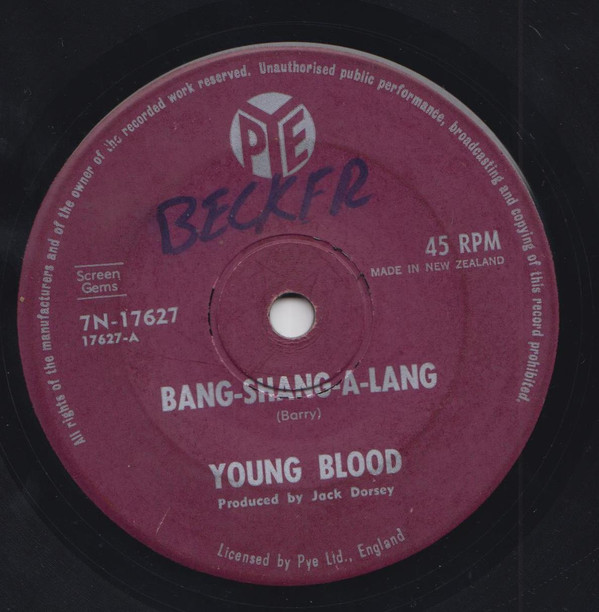 All rights of the manufacturers and of the owner of the recorded work reserved. Unauthorised public performance, broadcasting and copying of this record prohibited.
PYE
BECKER
45 RPM
MADE IN NEW ZEALAND
Screen
Gems
7N-17627
17627-A
BANG-SHANG-A-LANG
(Barry)
YOUNG BLOOD
Produced by Jack Dorsey
Licensed by Pye Ltd., England